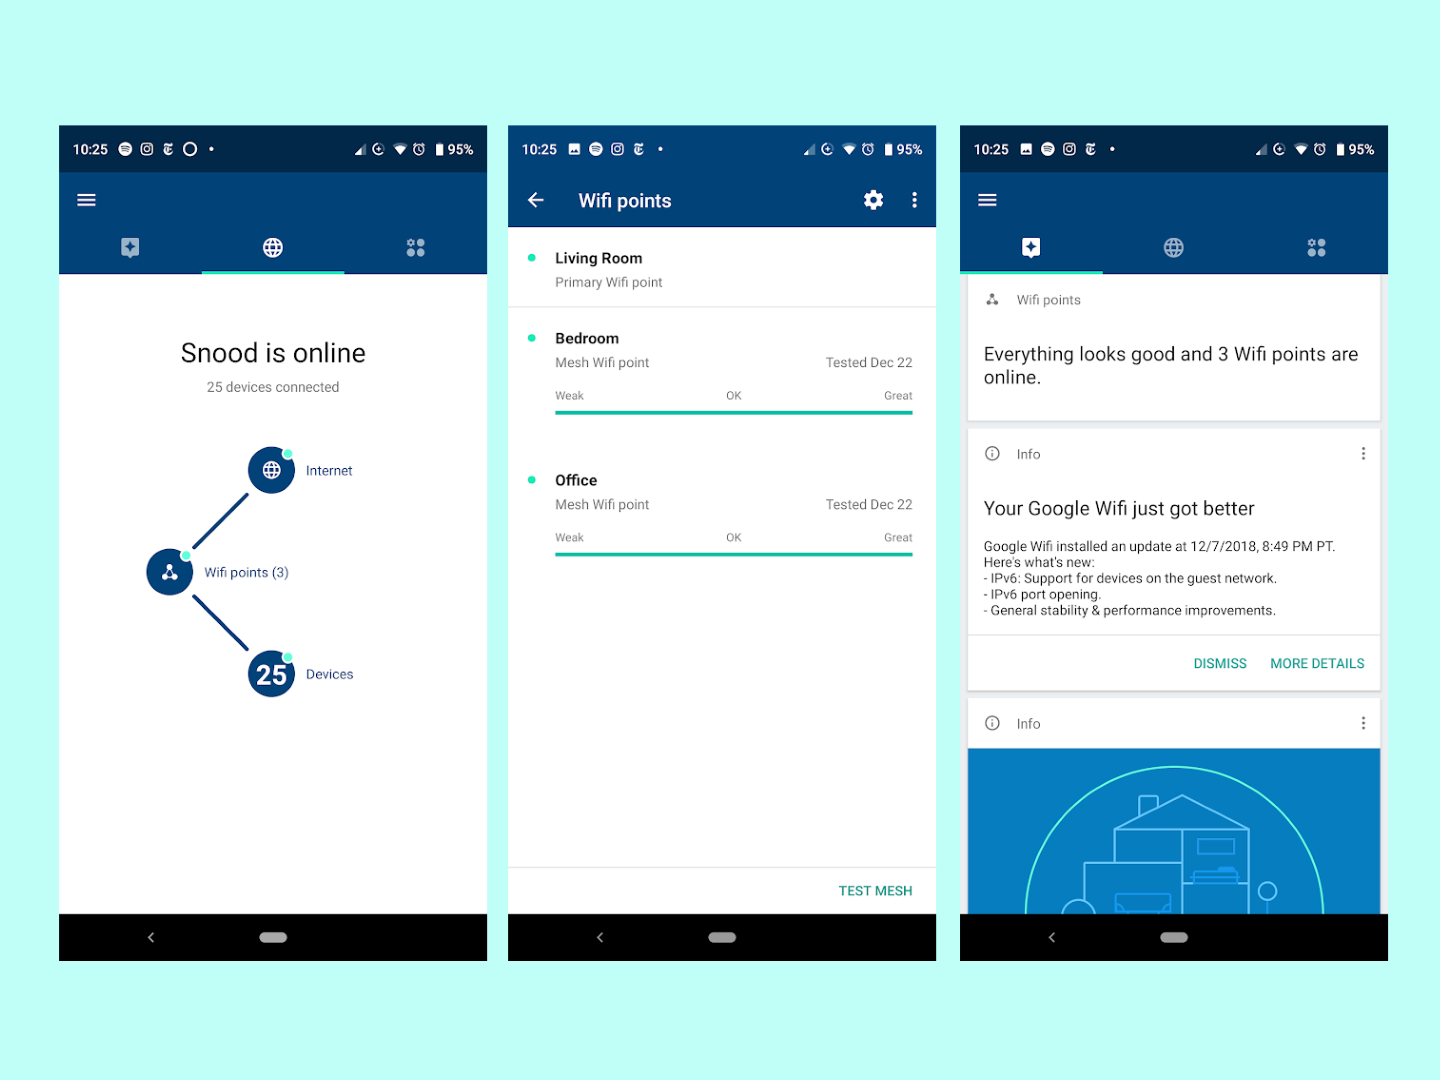 10:25
95%
Snood is online
25 devices connected
Internet
Wifi points (3)
25
Devices
10:25
95%
Wifi points
Living Room
Primary Wifi point
Bedroom
Mesh Wifi point
Tested Dec 22
Weak
OK
Great
Office
Mesh Wifi point
Tested Dec 22
Weak
OK
Great
TEST MESH
10:25
95%
Wifi points
Everything looks good and 3 Wifi points are
online.
Info
Your Google Wifi just got better
Google Wifi installed an update at 12/7/2018, 8:49 PM PT.
Here's what's new:
- IPv6: Support for devices on the guest network.
- IPv6 port opening.
- General stability & performance improvements.
DISMISS
MORE DETAILS
Info